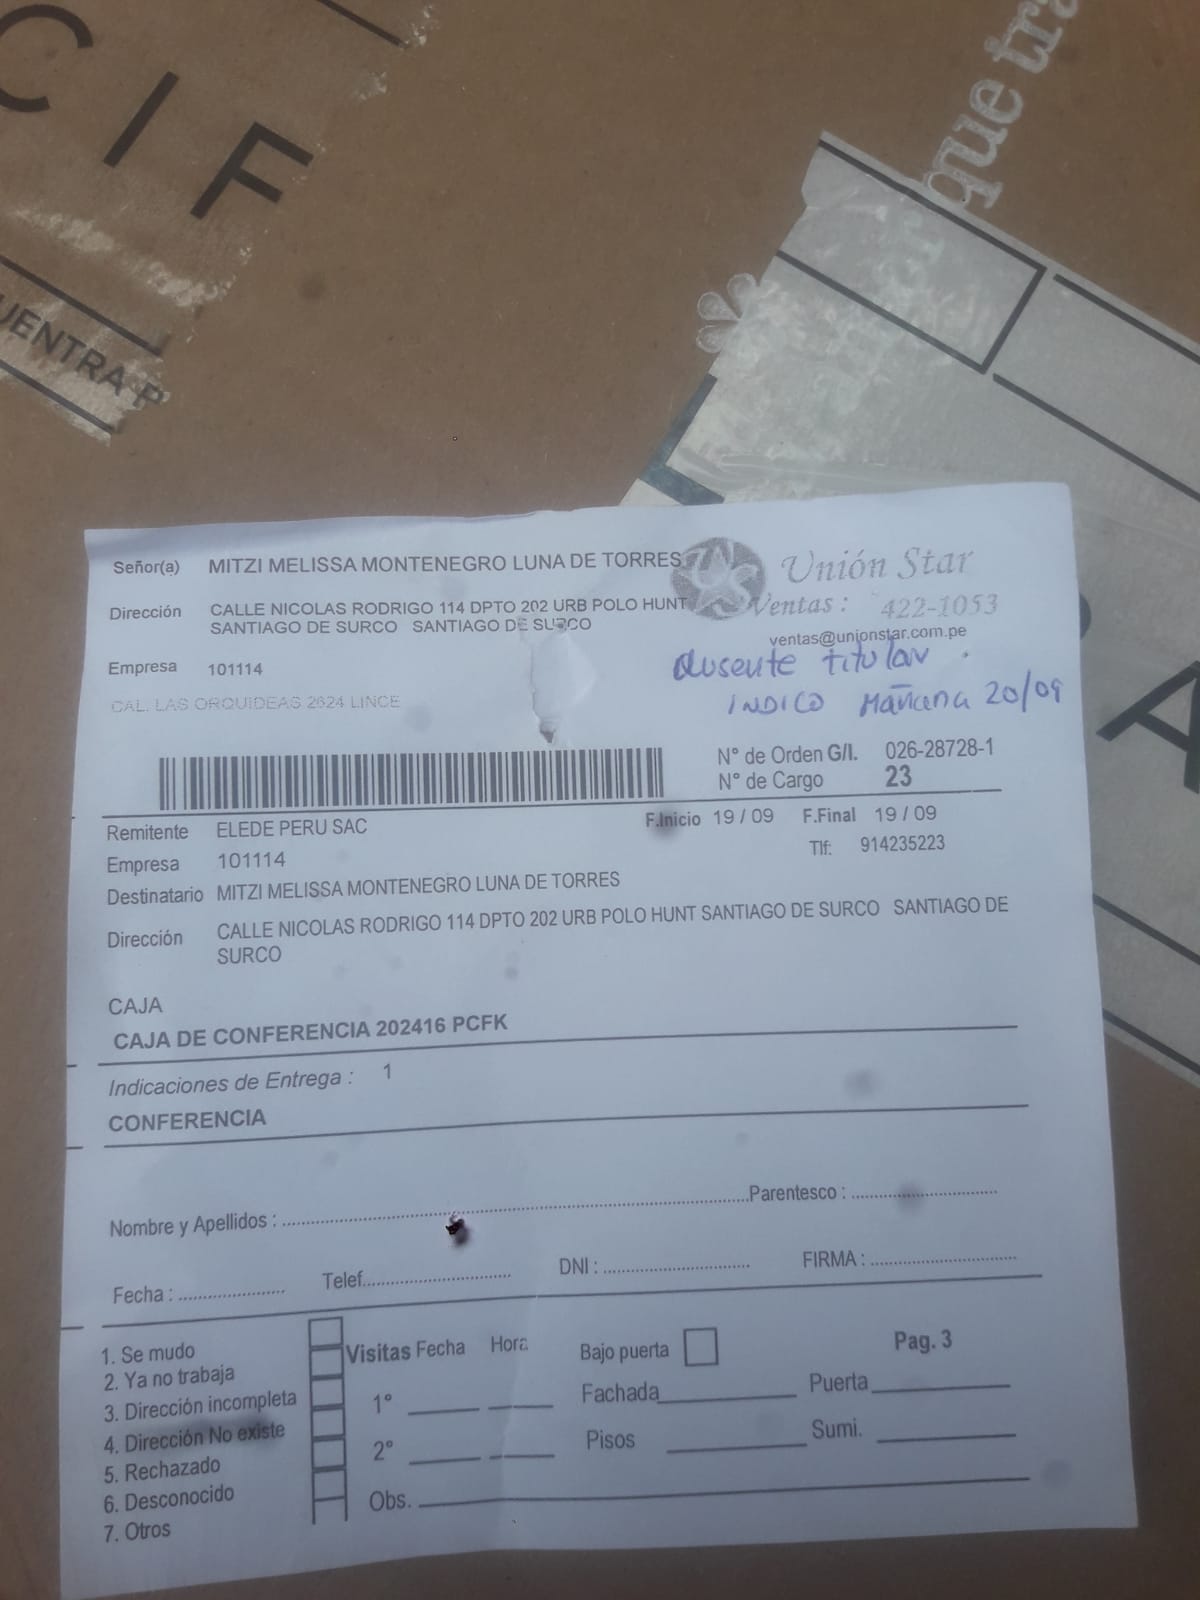 CIF
UENTRA P
que tra
A
Señor(a) MITZI MELISSA MONTENEGRO LUNA DE TORRES
Unión Star
Dirección CALLE NICOLAS RODRIGO 114 DPTO 202 URB POLO HUNT
SANTIAGO DE SURCO SANTIAGO DE SURCO
Ventas: 422-1053
ventas@unionstar.com.pe
Empresa 101114
Ausente titular.
CAL. LAS ORQUIDEAS 2624 LINCE
INDICO Mañana 20/09
N° de Orden G/I. 026-28728-1
N° de Cargo 23
Remitente ELEDE PERU SAC
F.Inicio 19 / 09 F.Final 19 / 09
Empresa 101114
Tlf: 914235223
Destinatario MITZI MELISSA MONTENEGRO LUNA DE TORRES
Dirección CALLE NICOLAS RODRIGO 114 DPTO 202 URB POLO HUNT SANTIAGO DE SURCO SANTIAGO DE
SURCO
CAJA
CAJA DE CONFERENCIA 202416 PCFK
Indicaciones de Entrega : 1
CONFERENCIA
Nombre y Apellidos : Parentesco :
Fecha : Telef. DNI : FIRMA :
1. Se mudo
2. Ya no trabaja
3. Dirección incompleta
4. Dirección No existe
5. Rechazado
6. Desconocido
7. Otros
Visitas Fecha Hora
1°
2°
Obs.
Bajo puerta Pag. 3
Fachada Puerta
Pisos Sumi.